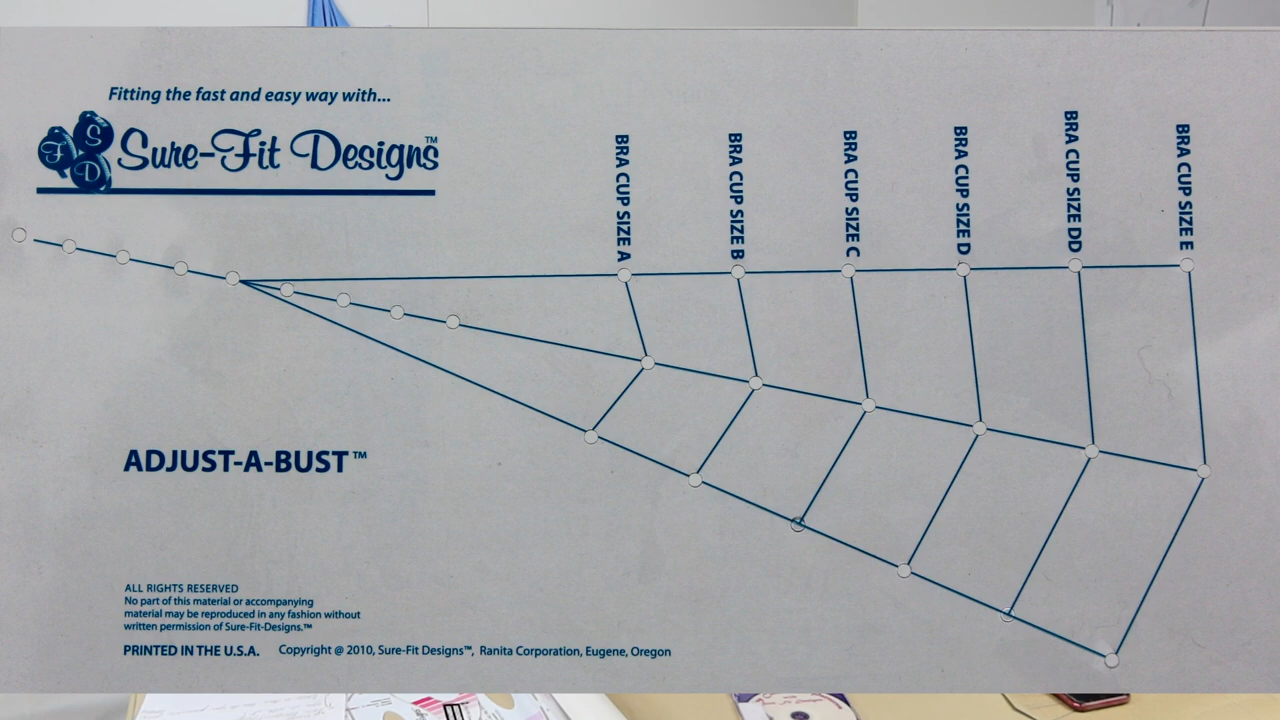 Fitting the fast and easy way with...
S
F
D
Sure-Fit Designs™
BRA CUP SIZE A
BRA CUP SIZE B
BRA CUP SIZE C
BRA CUP SIZE D
BRA CUP SIZE DD
BRA CUP SIZE E
ADJUST-A-BUST™
ALL RIGHTS RESERVED
No part of this material or accompanying
material may be reproduced in any fashion without
written permission of Sure-Fit-Designs.™
PRINTED IN THE U.S.A. Copyright @ 2010, Sure-Fit Designs™, Ranita Corporation, Eugene, Oregon